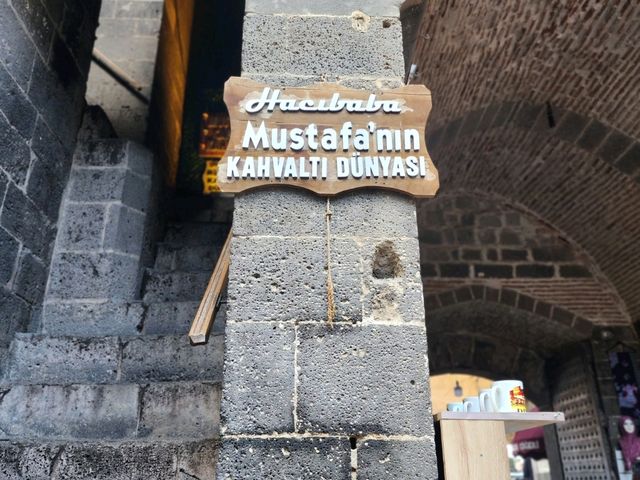 Hacıbaba
Mustafa'nın
KAHVALTI DÜNYASI